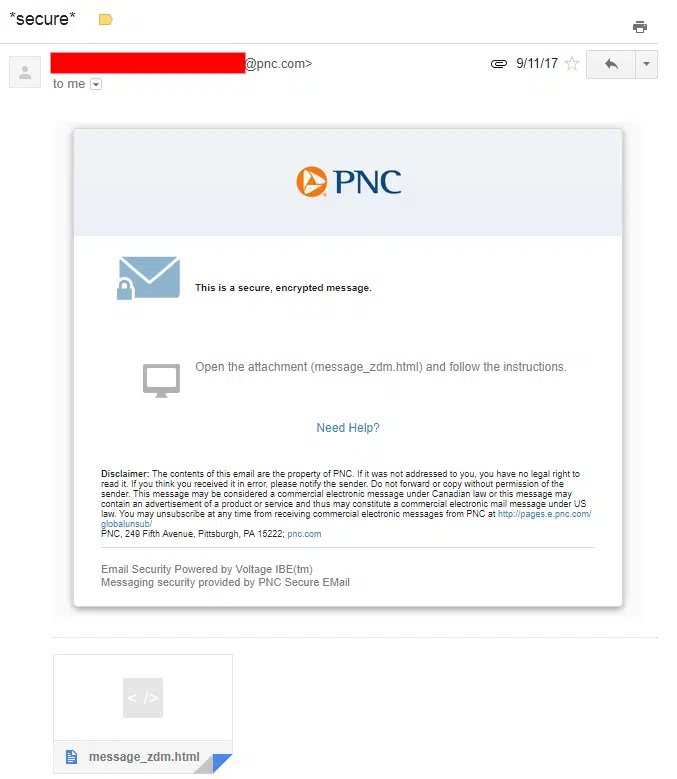 *secure*
@pnc.com>
9/11/17
to me
PNC
This is a secure, encrypted message.
Open the attachment (message_zdm.html) and follow the instructions.
Need Help?
Disclaimer: The contents of this email are the property of PNC. If it was not addressed to you, you have no legal right to
read it. If you think you received it in error, please notify the sender. Do not forward or copy without permission of the
sender. This message may be considered a commercial electronic message under Canadian law or this message may
contain an advertisement of a product or service and thus may constitute a commercial electronic mail message under US
law. You may unsubscribe at any time from receiving commercial electronic messages from PNC at http://pages.e.pnc.com/
globalunsub/
PNC, 249 Fifth Avenue, Pittsburgh, PA 15222; pnc.com
Email Security Powered by Voltage IBE(tm)
Messaging security provided by PNC Secure EMail
< />
message_zdm.html